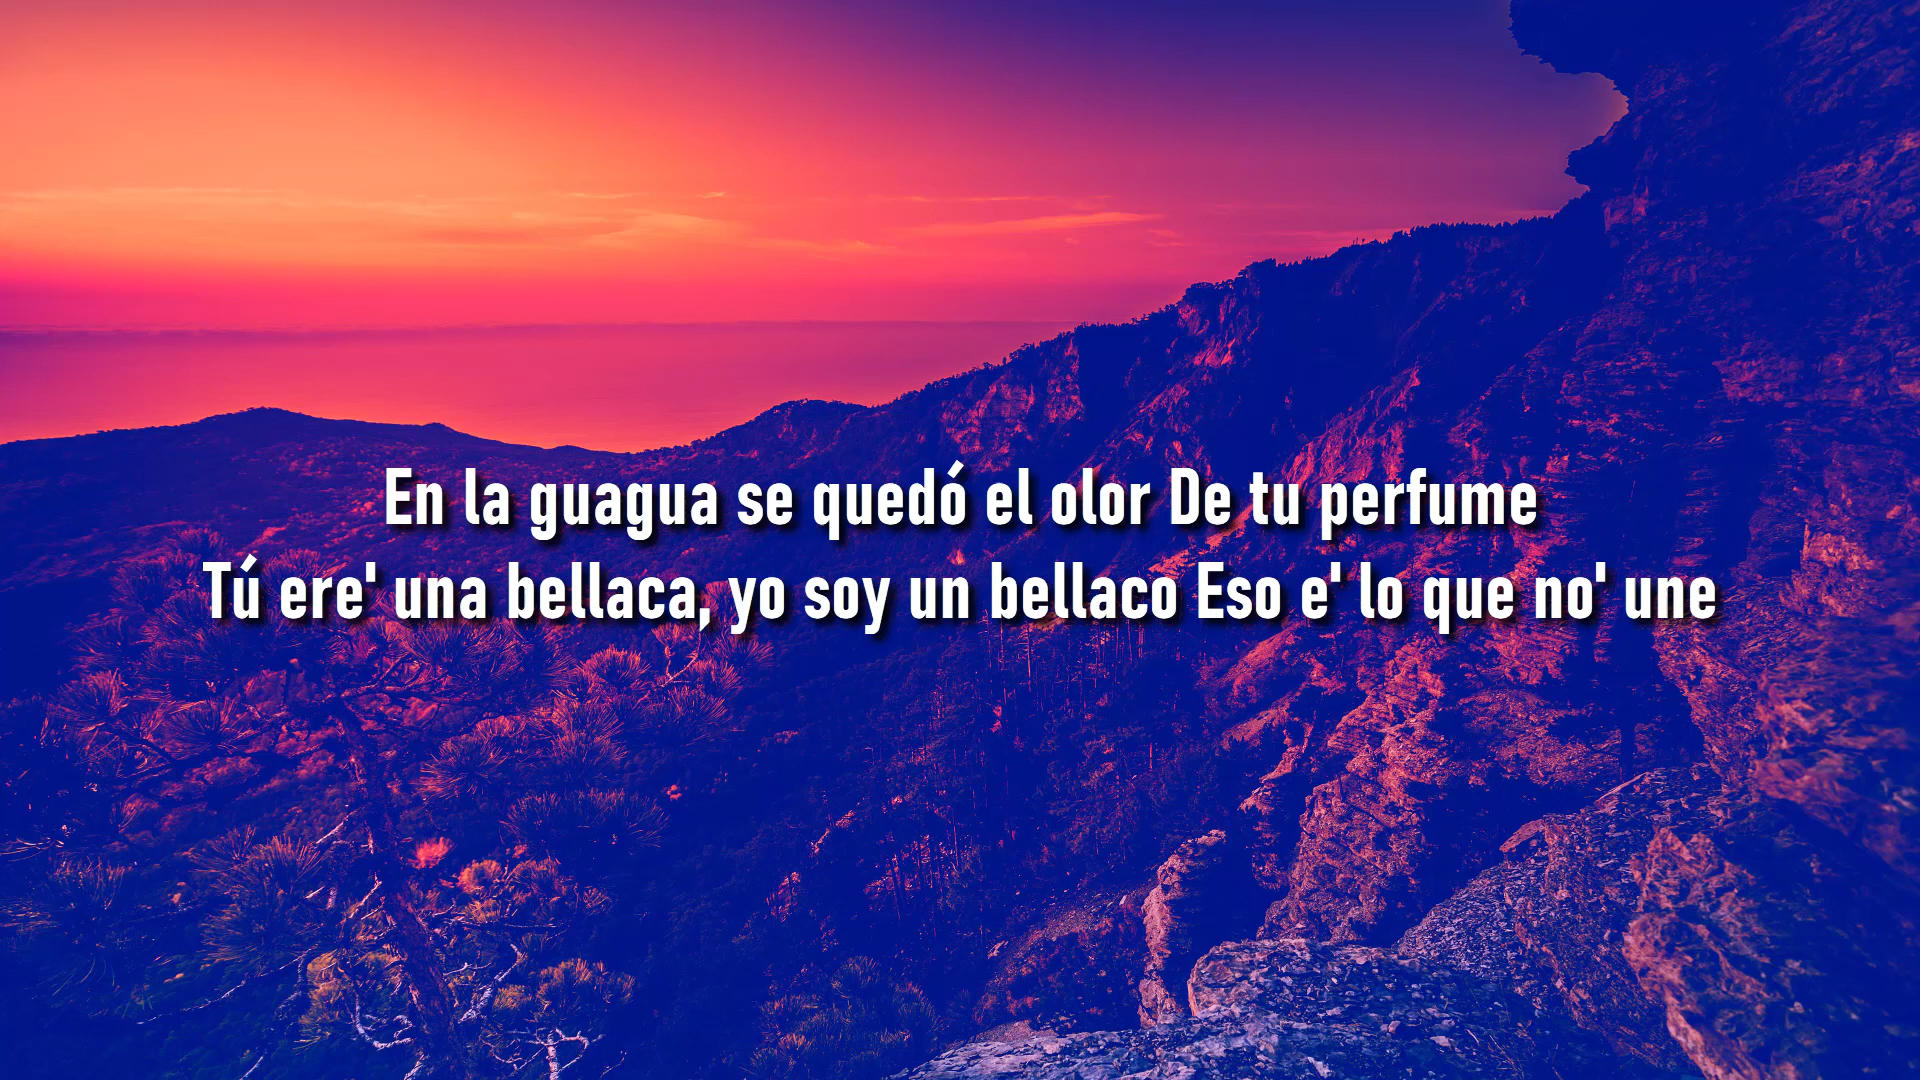 En la guagua se quedó el olor De tu perfume
Tú ere' una bellaca, yo soy un bellaco Eso e' lo que no' une